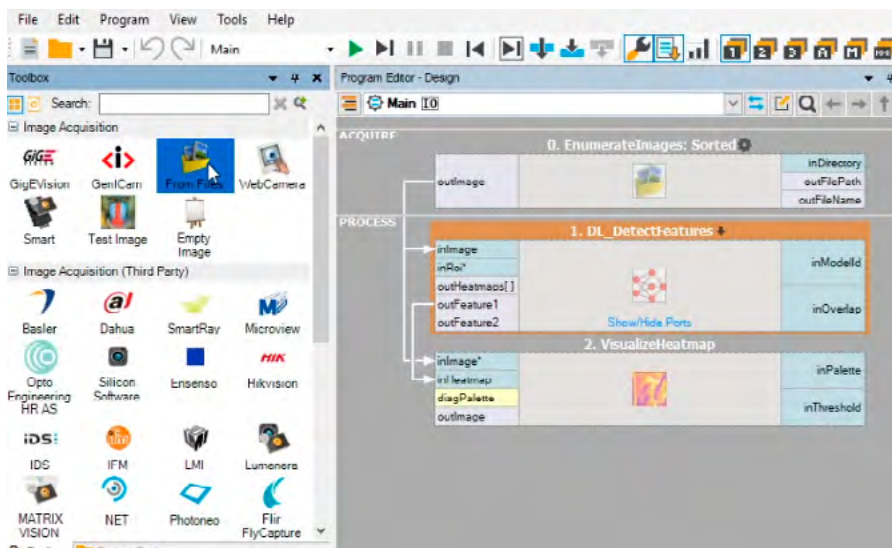 File Edit Program View Tools Help
Main
Toolbox
Search:
Image Acquisition
GigEVision GenICam From Files WebCamera
Smart Test Image Empty
Image
Image Acquisition (Third Party)
Basler Dahua SmartRay Microview
Opto
Engineering
HR AS
Silicon
Software
Ensenso Hikvision
IDS IFM LMI Lumenera
MATRIX
VISION
NET Photoneo Flir
FlyCapture
Program Editor - Design
Main IO
ACQUIRE
0. EnumerateImages: Sorted
outImage
inDirectory
outFilePath
outFileName
PROCESS
1. DL_DetectFeatures
inImage
inRoi*
outHeatmaps[]
outFeature1
outFeature2
Show/Hide Ports
inModelId
inOverlap
2. VisualizeHeatmap
inImage*
inHeatmap
diagPalette
outImage
inPalette
inThreshold